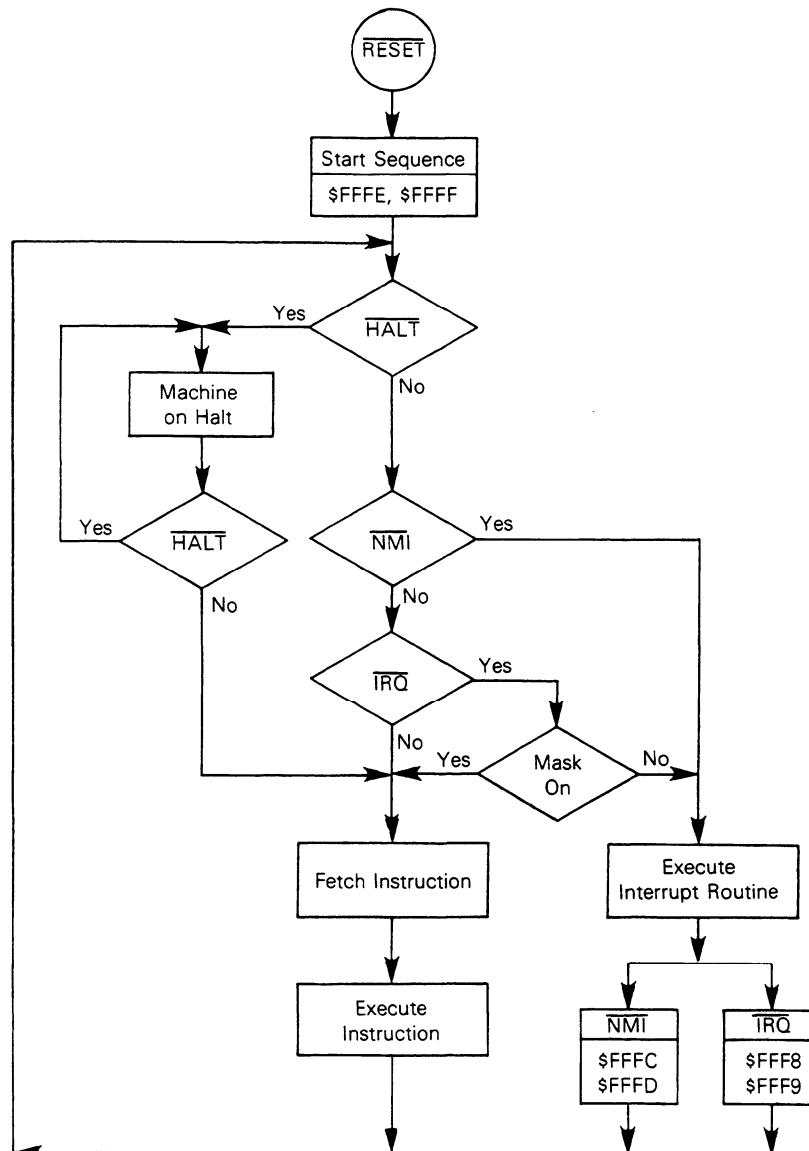 RESET
Start Sequence
$FFFE, $FFFF
Yes
HALT
No
Machine
on Halt
Yes
HALT
No
NMI
Yes
No
IRQ
Yes
No
Yes
Mask
On
No
Fetch Instruction
Execute
Interrupt Routine
Execute
Instruction
NMI
$FFFC
$FFFD
IRQ
$FFF8
$FFF9